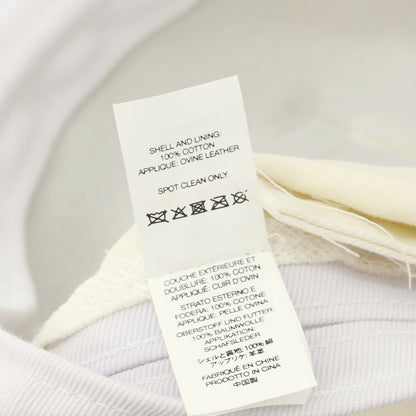 SHELL AND LINING:
100% COTTON
APPLIQUE: OVINE LEATHER
SPOT CLEAN ONLY
COUCHE EXTÉRIEURE ET
DOUBLURE: 100% COTON
APPLIQUÉ: CUIR D'OVIN
STRATO ESTERNO E
FODERA: 100% COTONE
APPLIQUE: PELLE OVINA
OBERSTOFF UND FUTTER:
100% BAUMWOLLE
APPLIKATION:
SCHAFSLEDER
シェルと裏地: 100% 綿
アップリケ: 羊革
FABRIQUÉ EN CHINE
PRODOTTO IN CINA
中国製